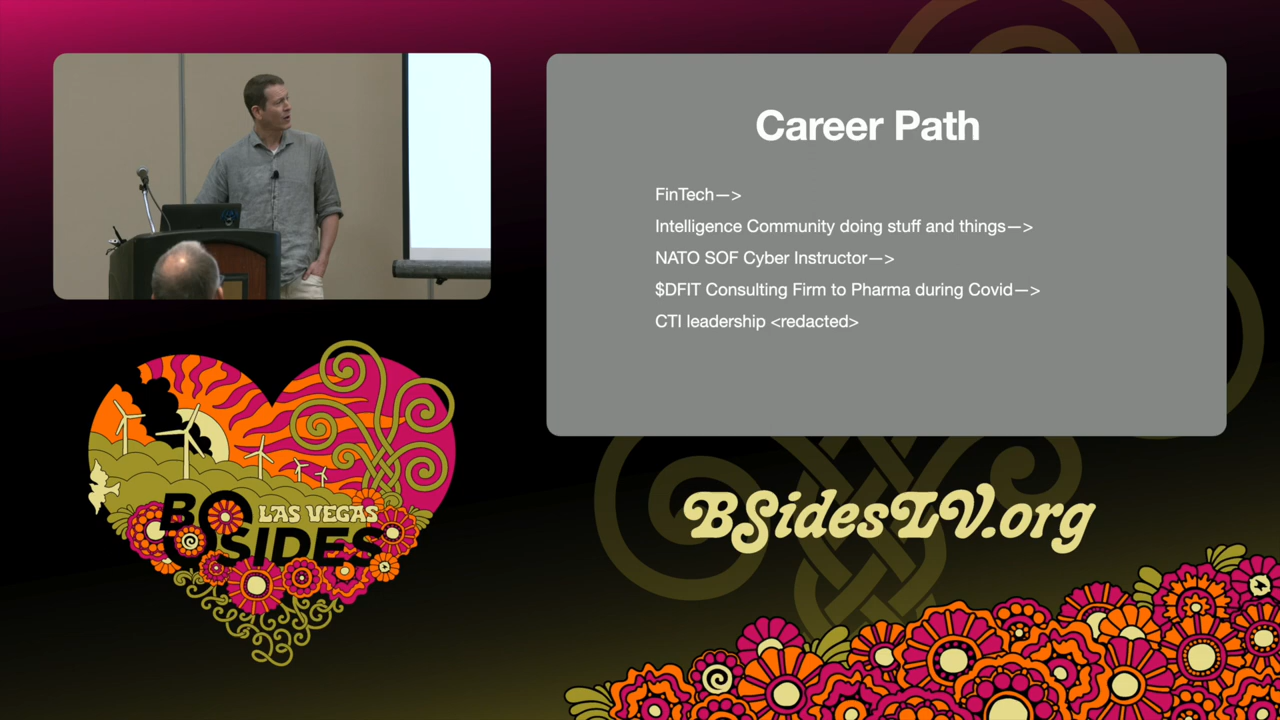 Career Path
FinTech—>
Intelligence Community doing stuff and things—>
NATO SOF Cyber Instructor—>
$DFIT Consulting Firm to Pharma during Covid—>
CTI leadership <redacted>
LAS VEGAS
BSIDES
BSidesLV.org